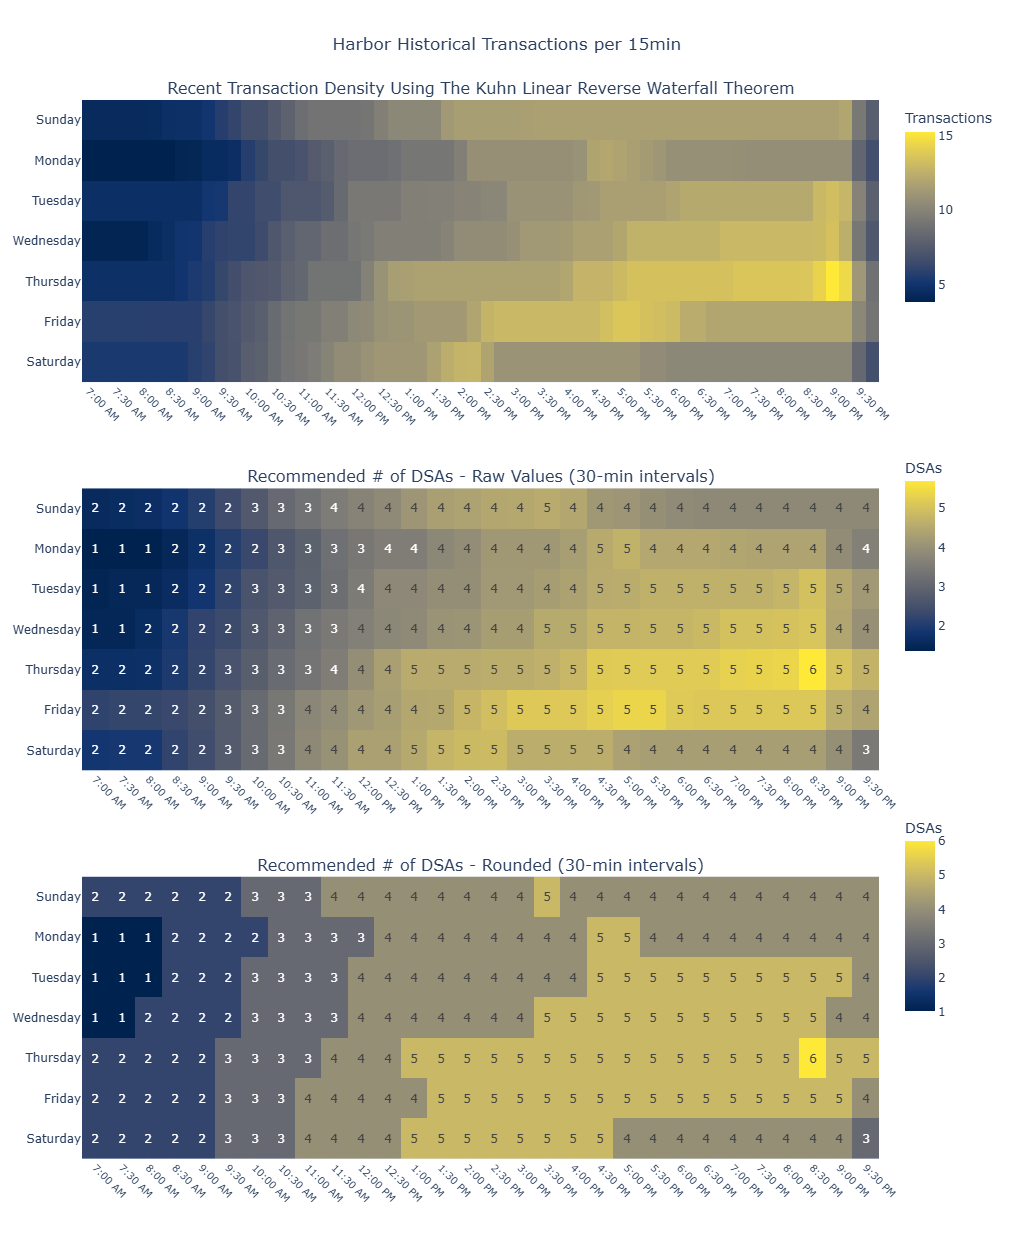 Harbor Historical Transactions per 15min
Recent Transaction Density Using The Kuhn Linear Reverse Waterfall Theorem
Transactions
15
10
5
Sunday
Monday
Tuesday
Wednesday
Thursday
Friday
Saturday
7:00 AM 7:30 AM 8:00 AM 8:30 AM 9:00 AM 9:30 AM 10:00 AM 10:30 AM 11:00 AM 11:30 AM 12:00 PM 12:30 PM 1:00 PM 1:30 PM 2:00 PM 2:30 PM 3:00 PM 3:30 PM 4:00 PM 4:30 PM 5:00 PM 5:30 PM 6:00 PM 6:30 PM 7:00 PM 7:30 PM 8:00 PM 8:30 PM 9:00 PM 9:30 PM
Recommended # of DSAs - Raw Values (30-min intervals)
DSAs
5
4
3
2
Sunday 2 2 2 2 2 2 3 3 3 4 4 4 4 4 4 4 4 5 4 4 4 4 4 4 4 4 4 4 4 4
Monday 1 1 1 2 2 2 2 3 3 3 3 4 4 4 4 4 4 4 4 5 5 4 4 4 4 4 4 4 4 4
Tuesday 1 1 1 2 2 2 3 3 3 3 4 4 4 4 4 4 4 4 4 5 5 5 5 5 5 5 5 5 5 4
Wednesday 1 1 2 2 2 2 3 3 3 3 4 4 4 4 4 4 4 5 5 5 5 5 5 5 5 5 5 5 4 4
Thursday 2 2 2 2 2 3 3 3 3 4 4 4 5 5 5 5 5 5 5 5 5 5 5 5 5 5 5 6 5 5
Friday 2 2 2 2 2 3 3 3 4 4 4 4 4 5 5 5 5 5 5 5 5 5 5 5 5 5 5 5 5 4
Saturday 2 2 2 2 2 3 3 3 4 4 4 4 5 5 5 5 5 5 5 5 4 4 4 4 4 4 4 4 4 3
7:00 AM 7:30 AM 8:00 AM 8:30 AM 9:00 AM 9:30 AM 10:00 AM 10:30 AM 11:00 AM 11:30 AM 12:00 PM 12:30 PM 1:00 PM 1:30 PM 2:00 PM 2:30 PM 3:00 PM 3:30 PM 4:00 PM 4:30 PM 5:00 PM 5:30 PM 6:00 PM 6:30 PM 7:00 PM 7:30 PM 8:00 PM 8:30 PM 9:00 PM 9:30 PM
Recommended # of DSAs - Rounded (30-min intervals)
DSAs
6
5
4
3
2
1
Sunday 2 2 2 2 2 2 3 3 3 4 4 4 4 4 4 4 4 5 4 4 4 4 4 4 4 4 4 4 4 4
Monday 1 1 1 2 2 2 2 3 3 3 3 4 4 4 4 4 4 4 4 5 5 4 4 4 4 4 4 4 4 4
Tuesday 1 1 1 2 2 2 3 3 3 3 4 4 4 4 4 4 4 4 4 5 5 5 5 5 5 5 5 5 5 4
Wednesday 1 1 2 2 2 2 3 3 3 3 4 4 4 4 4 4 4 5 5 5 5 5 5 5 5 5 5 5 4 4
Thursday 2 2 2 2 2 3 3 3 3 4 4 4 5 5 5 5 5 5 5 5 5 5 5 5 5 5 5 6 5 5
Friday 2 2 2 2 2 3 3 3 4 4 4 4 4 5 5 5 5 5 5 5 5 5 5 5 5 5 5 5 5 4
Saturday 2 2 2 2 2 3 3 3 4 4 4 4 5 5 5 5 5 5 5 5 4 4 4 4 4 4 4 4 4 3
7:00 AM 7:30 AM 8:00 AM 8:30 AM 9:00 AM 9:30 AM 10:00 AM 10:30 AM 11:00 AM 11:30 AM 12:00 PM 12:30 PM 1:00 PM 1:30 PM 2:00 PM 2:30 PM 3:00 PM 3:30 PM 4:00 PM 4:30 PM 5:00 PM 5:30 PM 6:00 PM 6:30 PM 7:00 PM 7:30 PM 8:00 PM 8:30 PM 9:00 PM 9:30 PM